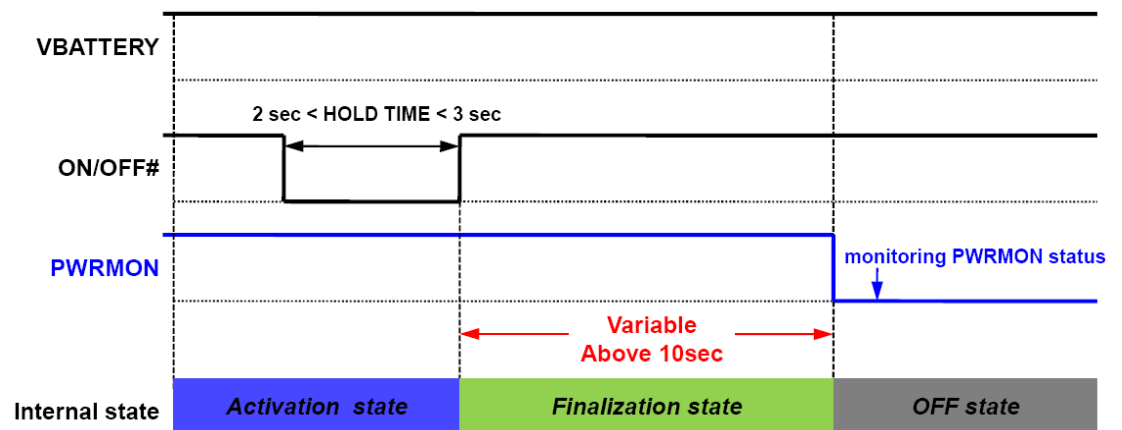 VBATTERY
2 sec < HOLD TIME < 3 sec
ON/OFF#
PWRMON
monitoring PWRMON status
Variable
Above 10sec
Internal state
Activation state
Finalization state
OFF state